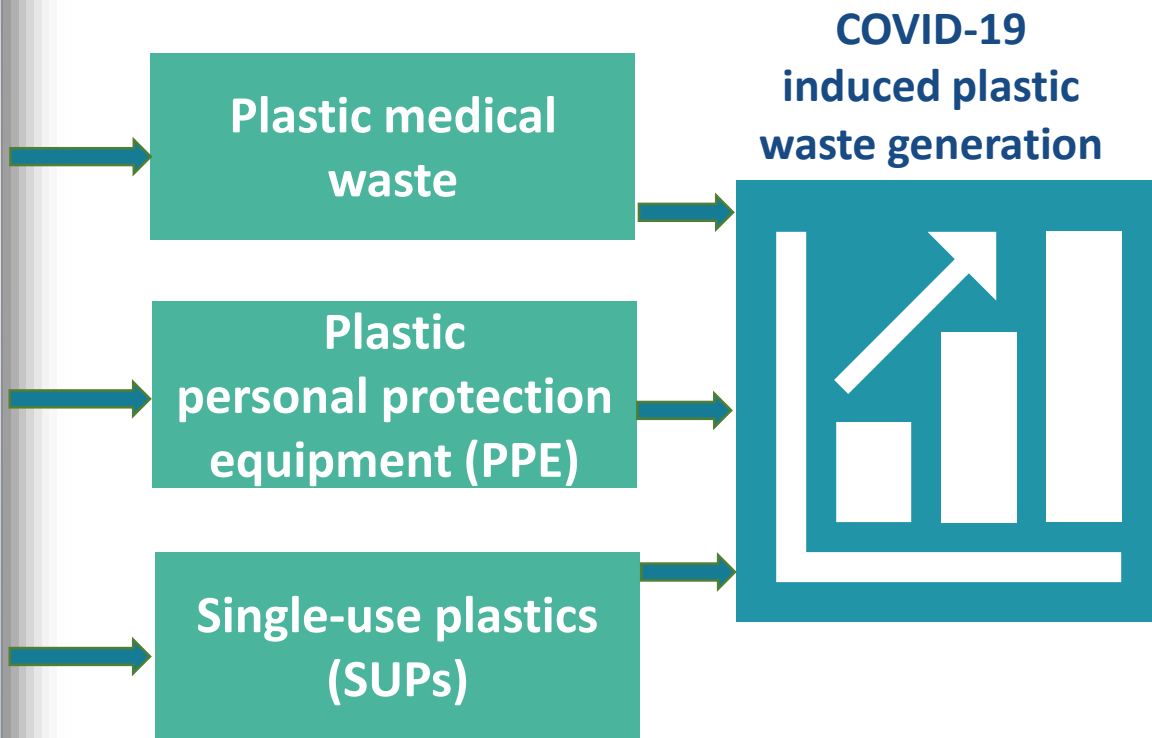 COVID-19
induced plastic
waste generation
Plastic medical
waste
Plastic
personal protection
equipment (PPE)
Single-use plastics
(SUPs)